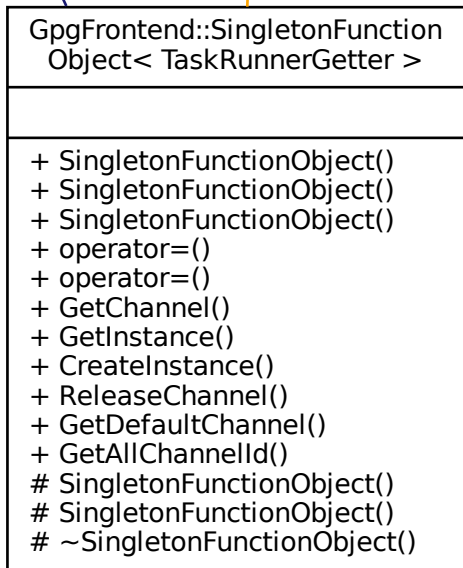 GpgFrontend::SingletonFunction
Object< TaskRunnerGetter >
+ SingletonFunctionObject()
+ SingletonFunctionObject()
+ SingletonFunctionObject()
+ operator=()
+ operator=()
+ GetChannel()
+ GetInstance()
+ CreateInstance()
+ ReleaseChannel()
+ GetDefaultChannel()
+ GetAllChannelId()
# SingletonFunctionObject()
# SingletonFunctionObject()
# ~SingletonFunctionObject()